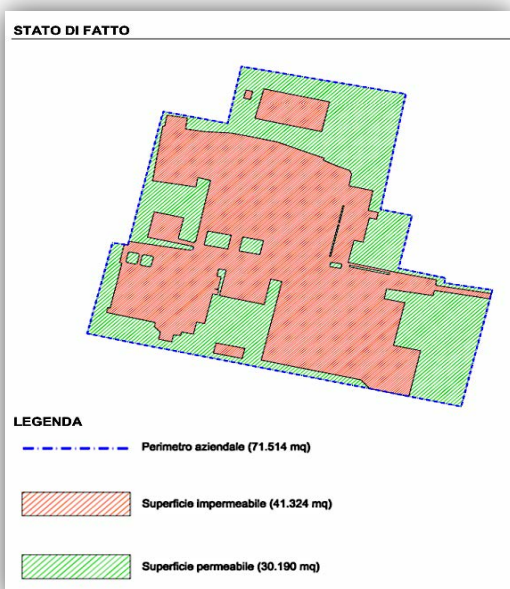 STATO DI FATTO
LEGENDA
Perimetro aziendale (71.514 mq)
Superficie impermeabile (41.324 mq)
Superficie permeabile (30.190 mq)